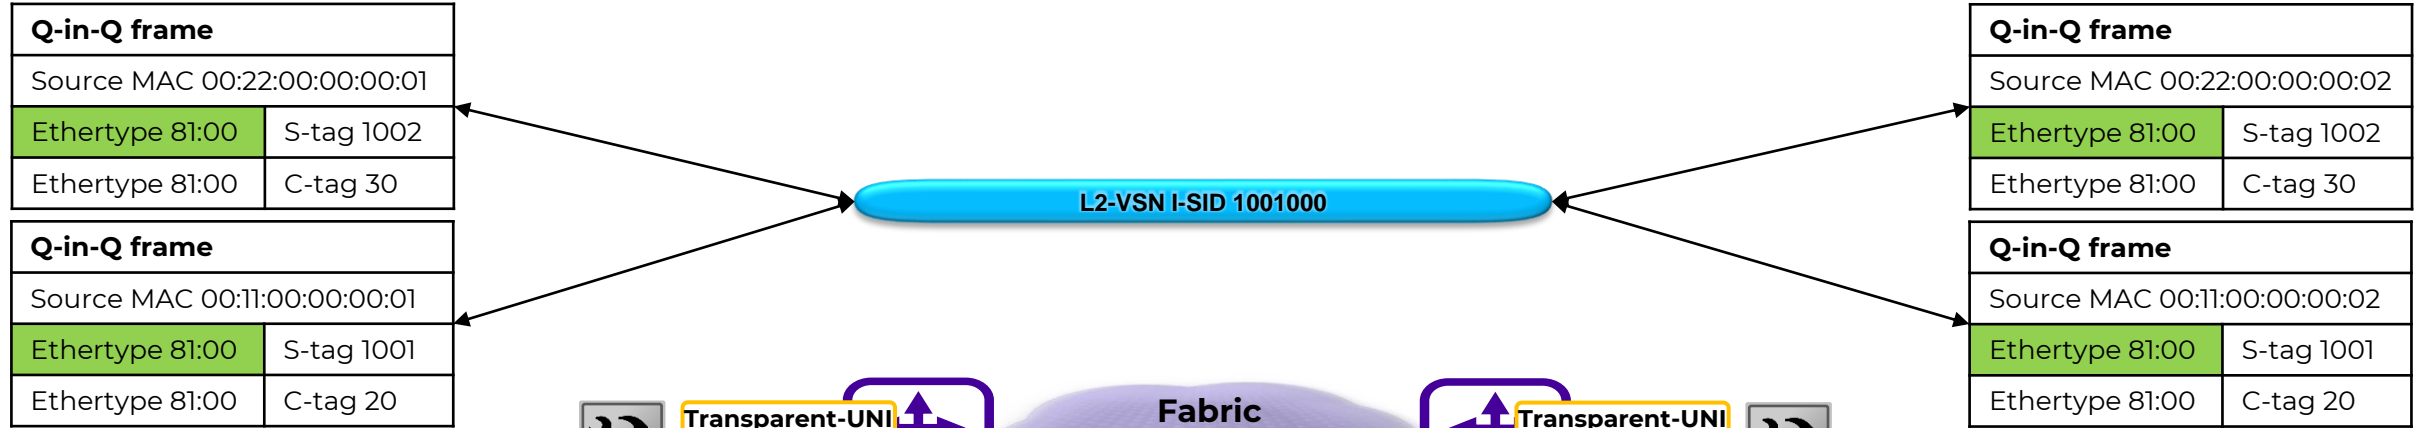 Q-in-Q frame
Source MAC 00:22:00:00:00:01
Ethertype 81:00 S-tag 1002
Ethertype 81:00 C-tag 30
Q-in-Q frame
Source MAC 00:11:00:00:00:01
Ethertype 81:00 S-tag 1001
Ethertype 81:00 C-tag 20
L2-VSN I-SID 1001000
Transparent-UNI
Fabric
Transparent-UNI
Q-in-Q frame
Source MAC 00:22:00:00:00:02
Ethertype 81:00 S-tag 1002
Ethertype 81:00 C-tag 30
Q-in-Q frame
Source MAC 00:11:00:00:00:02
Ethertype 81:00 S-tag 1001
Ethertype 81:00 C-tag 20